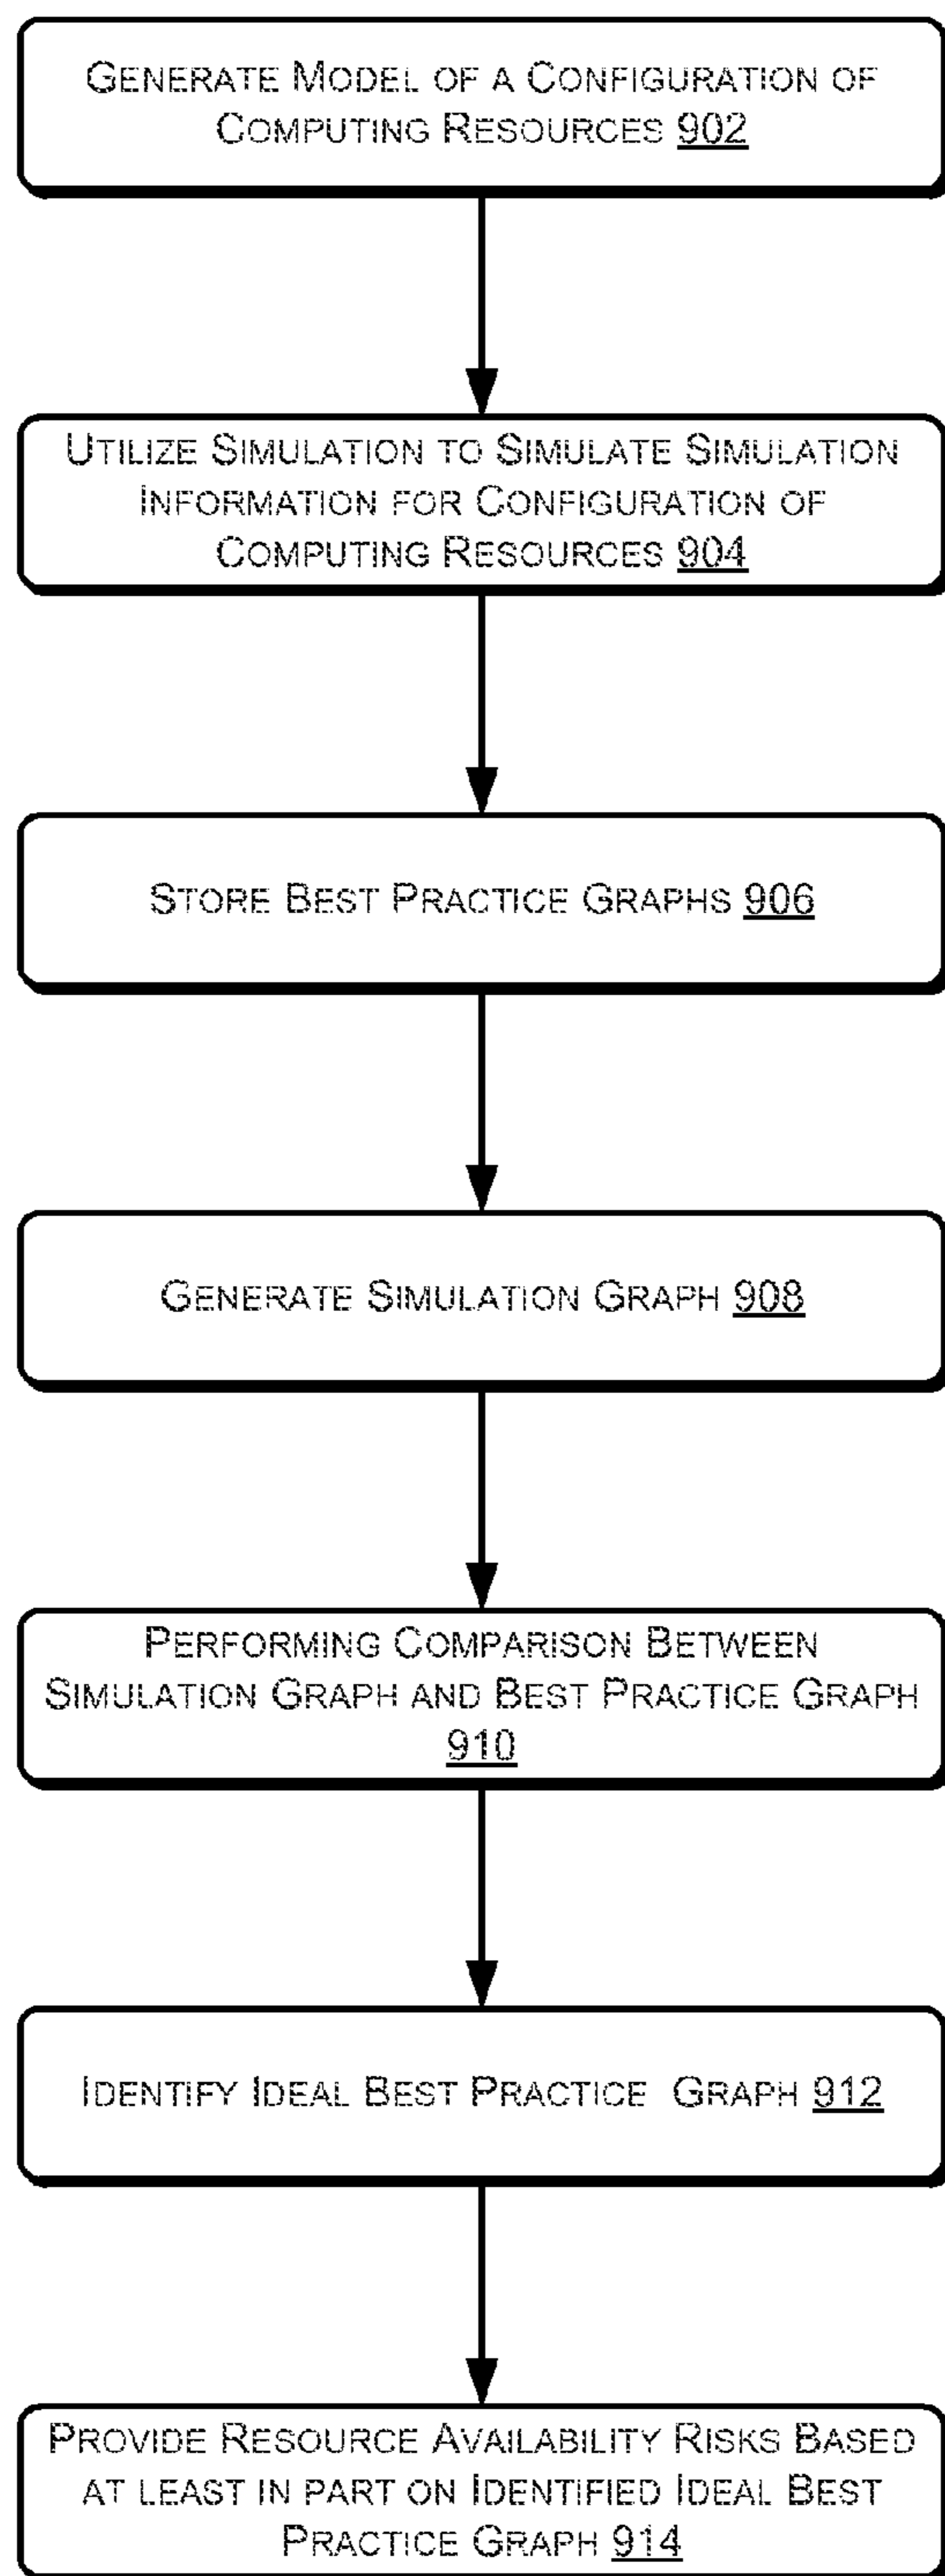 GENERATE MODEL OF A CONFIGURATION OF
COMPUTING RESOURCES 902
UTILIZE SIMULATION TO SIMULATE SIMULATION
INFORMATION FOR CONFIGURATION OF
COMPUTING RESOURCES 904
STORE BEST PRACTICE GRAPHS 906
GENERATE SIMULATION GRAPH 908
PERFORMING COMPARISON BETWEEN
SIMULATION GRAPH AND BEST PRACTICE GRAPH
910
IDENTIFY IDEAL BEST PRACTICE GRAPH 912
PROVIDE RESOURCE AVAILABILITY RISKS BASED
AT LEAST IN PART ON IDENTIFIED IDEAL BEST
PRACTICE GRAPH 914